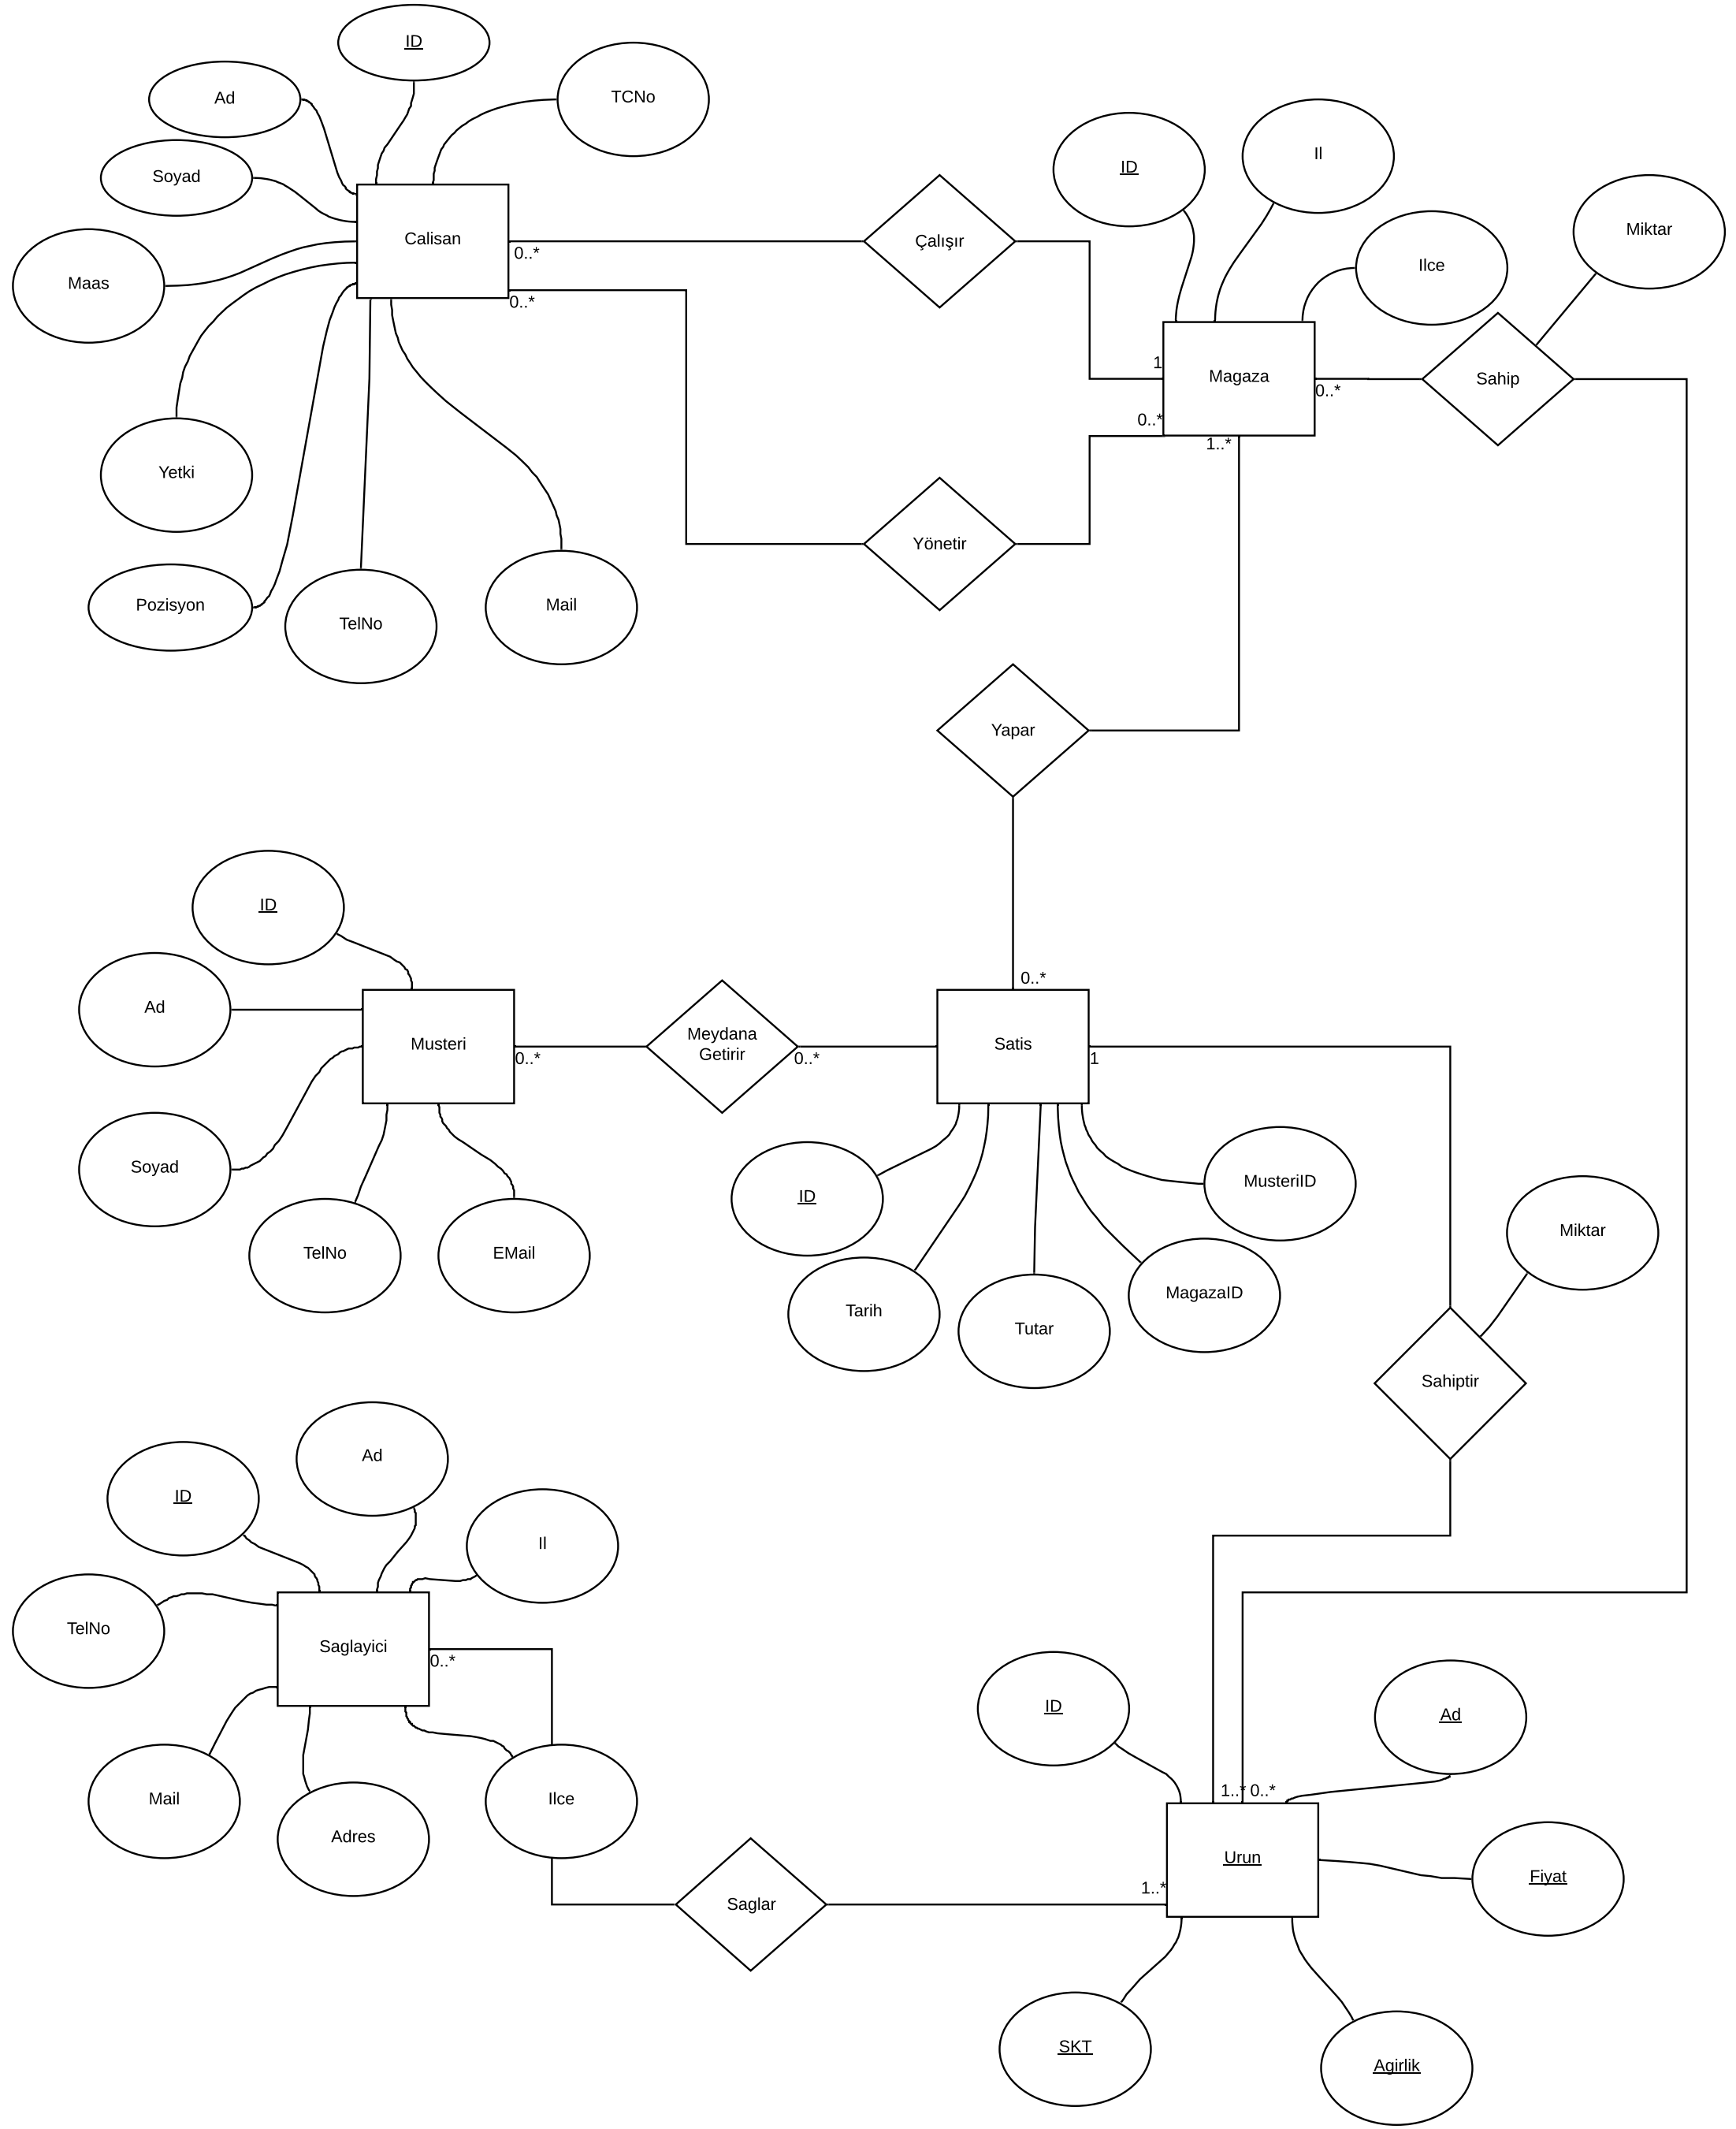 ID
Ad
TCNo
Soyad
Maas
Calisan
0..*
0..*
Yetki
Pozisyon
TelNo
Mail
Çalışır
Yönetir
ID
Il
Ilce
Miktar
1
Magaza
0..*
0..*
1..*
Sahip
Yapar
0..*
ID
Ad
Soyad
Musteri
0..*
TelNo
EMail
Meydana
Getirir
0..*
Satis
1
ID
Tarih
Tutar
MagazaID
MusteriID
Miktar
Sahiptir
ID
Ad
Il
TelNo
Saglayici
0..*
Mail
Adres
Ilce
Saglar
ID
Ad
1..*
0..*
1..*
Urun
Fiyat
SKT
Agirlik